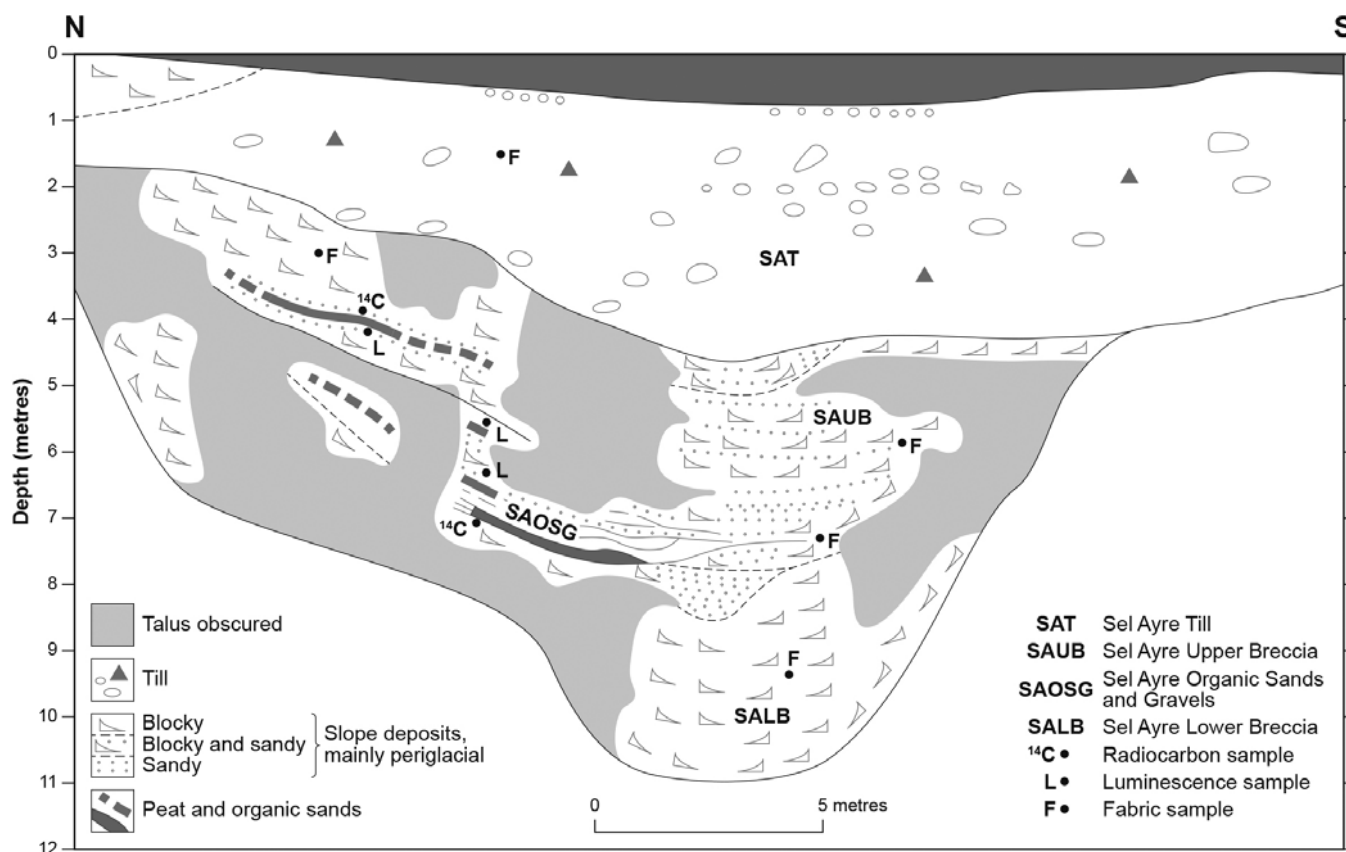 N
S
0
1
2
3
4
5
6
7
8
9
10
11
12
Depth (metres)
F
SAT
F
¹⁴C
L
L
L
¹⁴C
SAOSG
SAUB
F
F
F
SALB
Talus obscured
Till
Blocky
Blocky and sandy
Sandy
Slope deposits,
mainly periglacial
Peat and organic sands
0
5 metres
SAT Sel Ayre Till
SAUB Sel Ayre Upper Breccia
SAOSG Sel Ayre Organic Sands
and Gravels
SALB Sel Ayre Lower Breccia
¹⁴C • Radiocarbon sample
L • Luminescence sample
F • Fabric sample